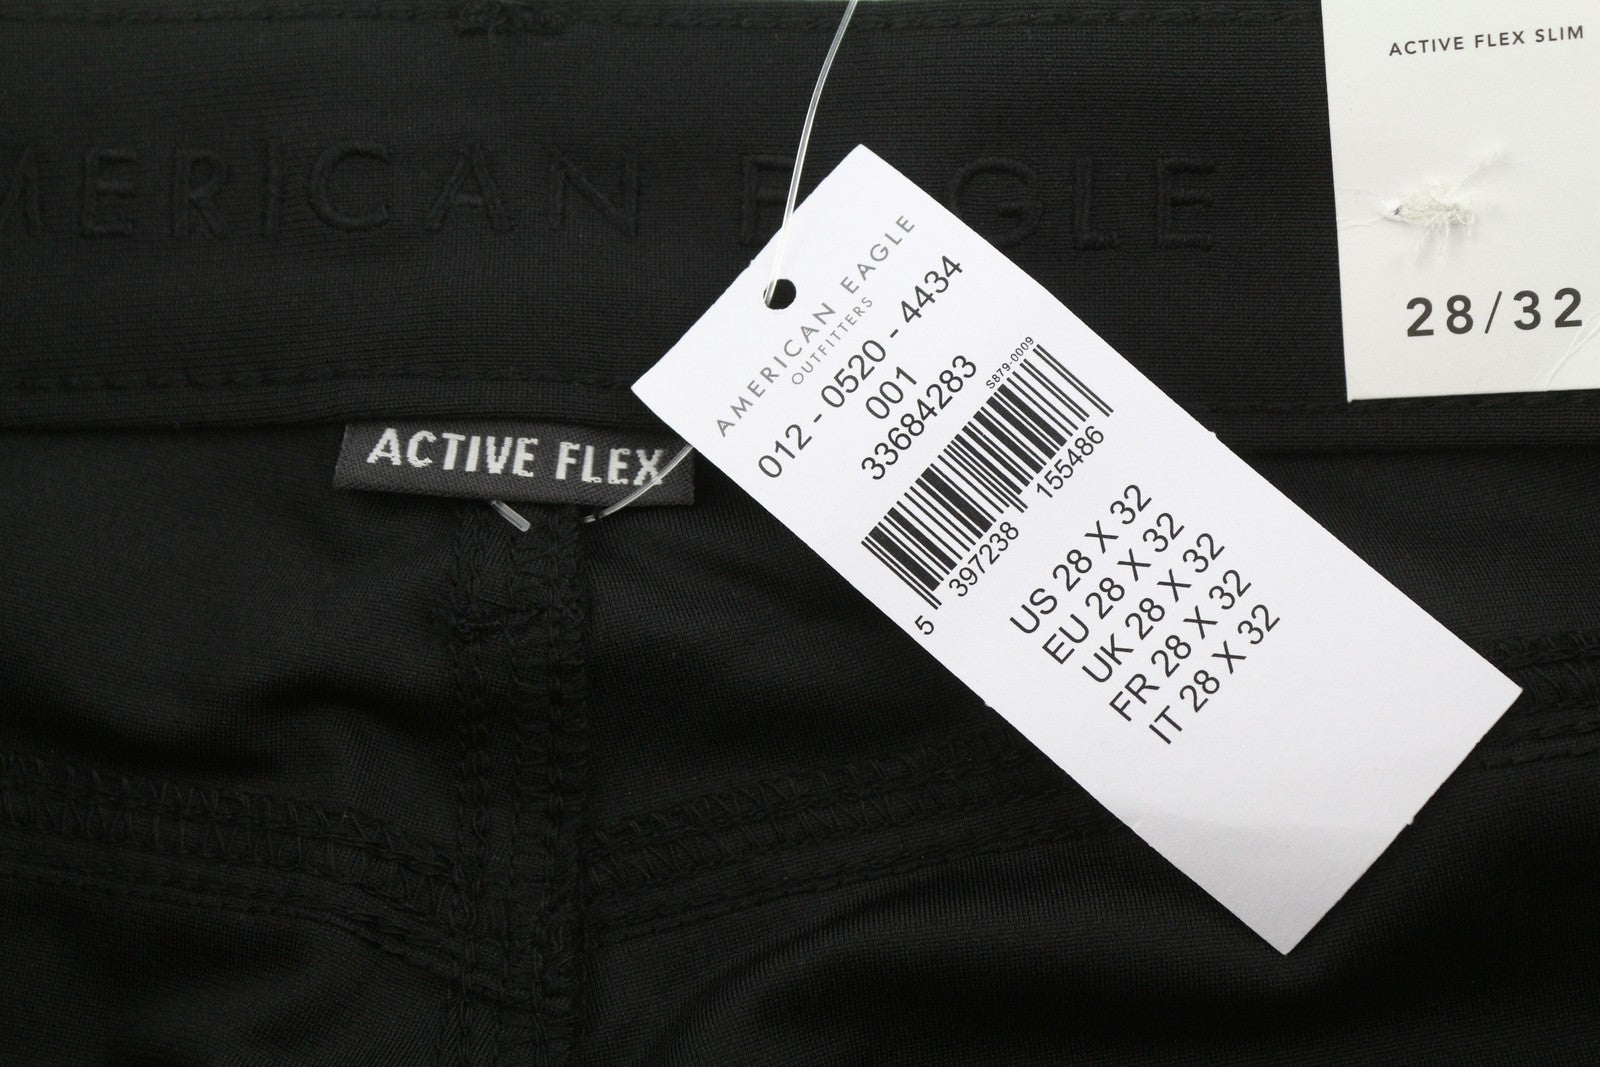 AMERICAN EAGLE
ACTIVE FLEX
ACTIVE FLEX SLIM
28/32
AMERICAN EAGLE
OUTFITTERS
012 - 0520 - 4434
001
33684283
S879-0009
5 397238 155486
US 28 X 32
EU 28 X 32
UK 28 X 32
FR 28 X 32
IT 28 X 32